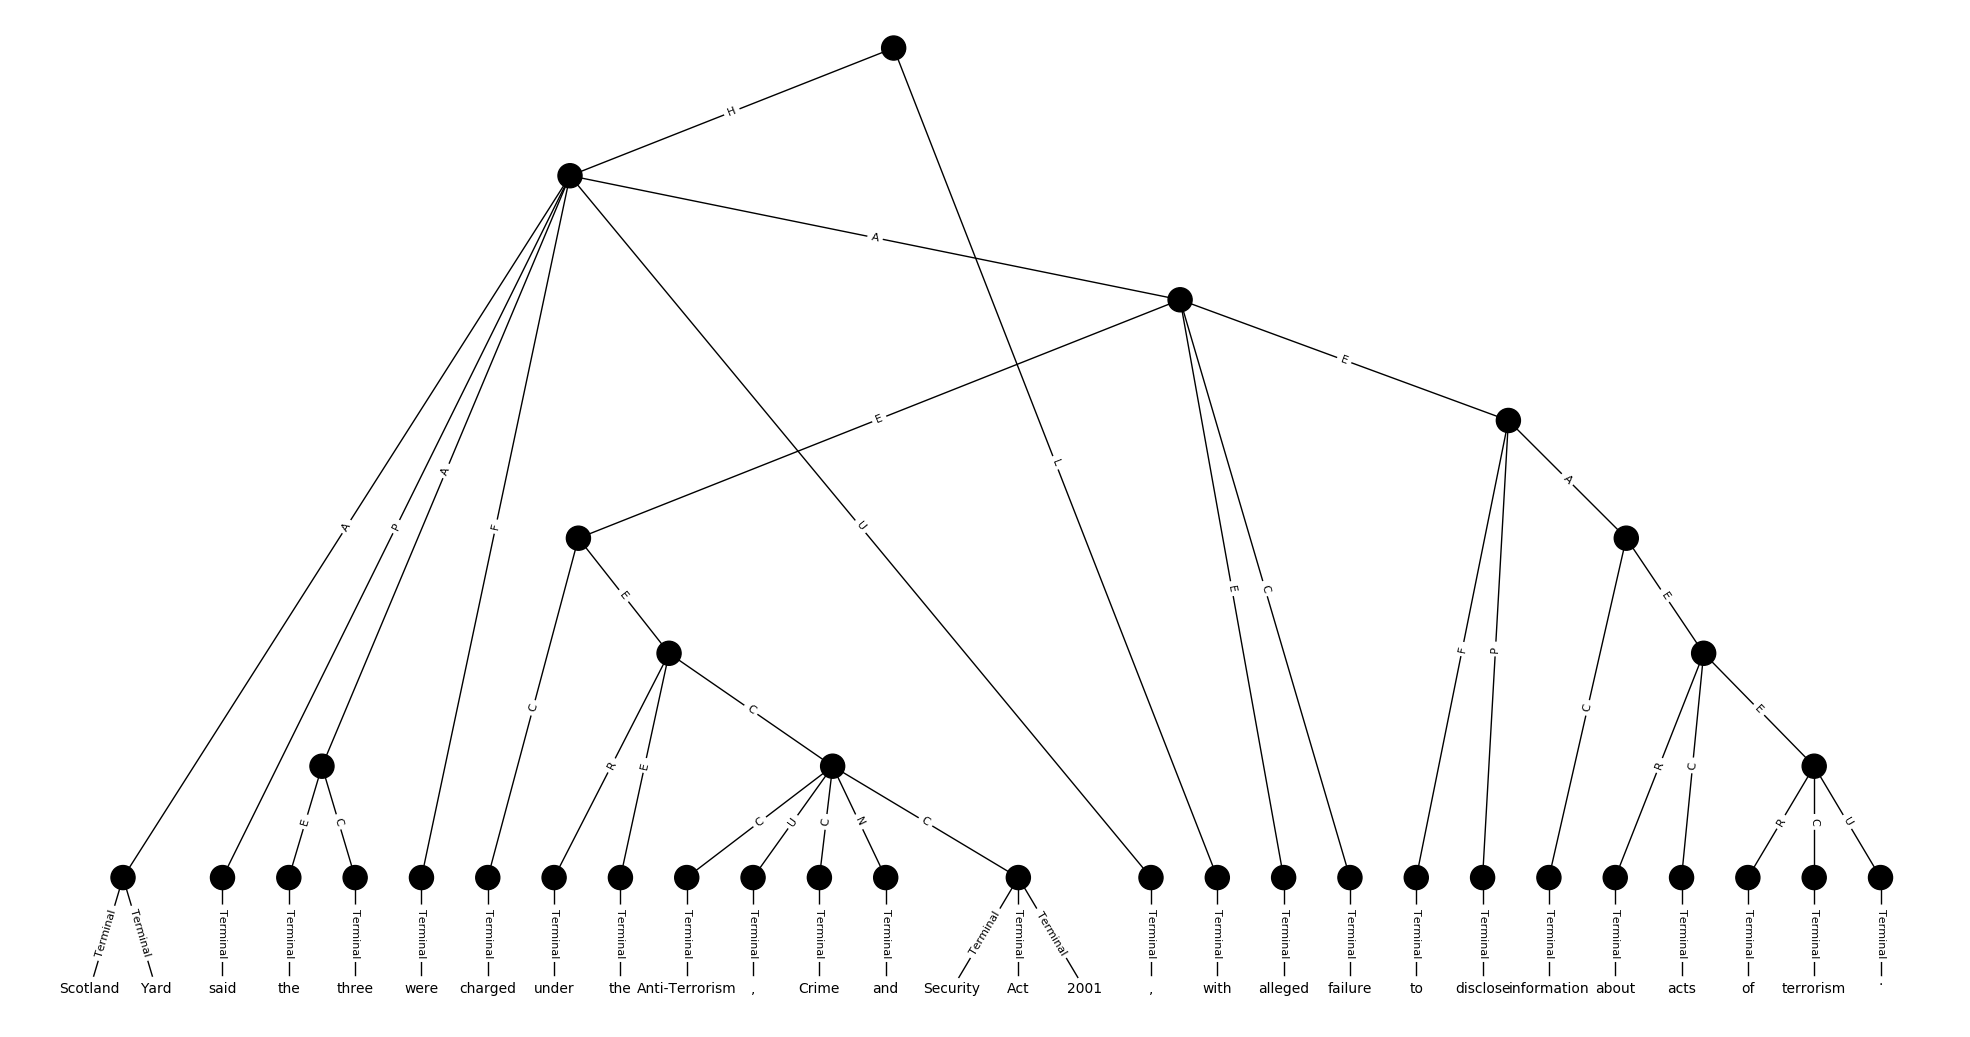 H
A
L
E
E
A
A
P
A
F
U
E
C
F
P
E
E
C
C
R
E
C
R
C
E
E
C
C
U
C
N
C
R
C
U
Terminal Terminal Terminal Terminal Terminal Terminal Terminal Terminal Terminal Terminal Terminal Terminal Terminal Terminal Terminal Terminal Terminal Terminal Terminal Terminal Terminal Terminal Terminal Terminal Terminal Terminal Terminal Terminal
Scotland Yard said the three were charged under the Anti-Terrorism , Crime and Security Act 2001 , with alleged failure to disclose information about acts of terrorism .